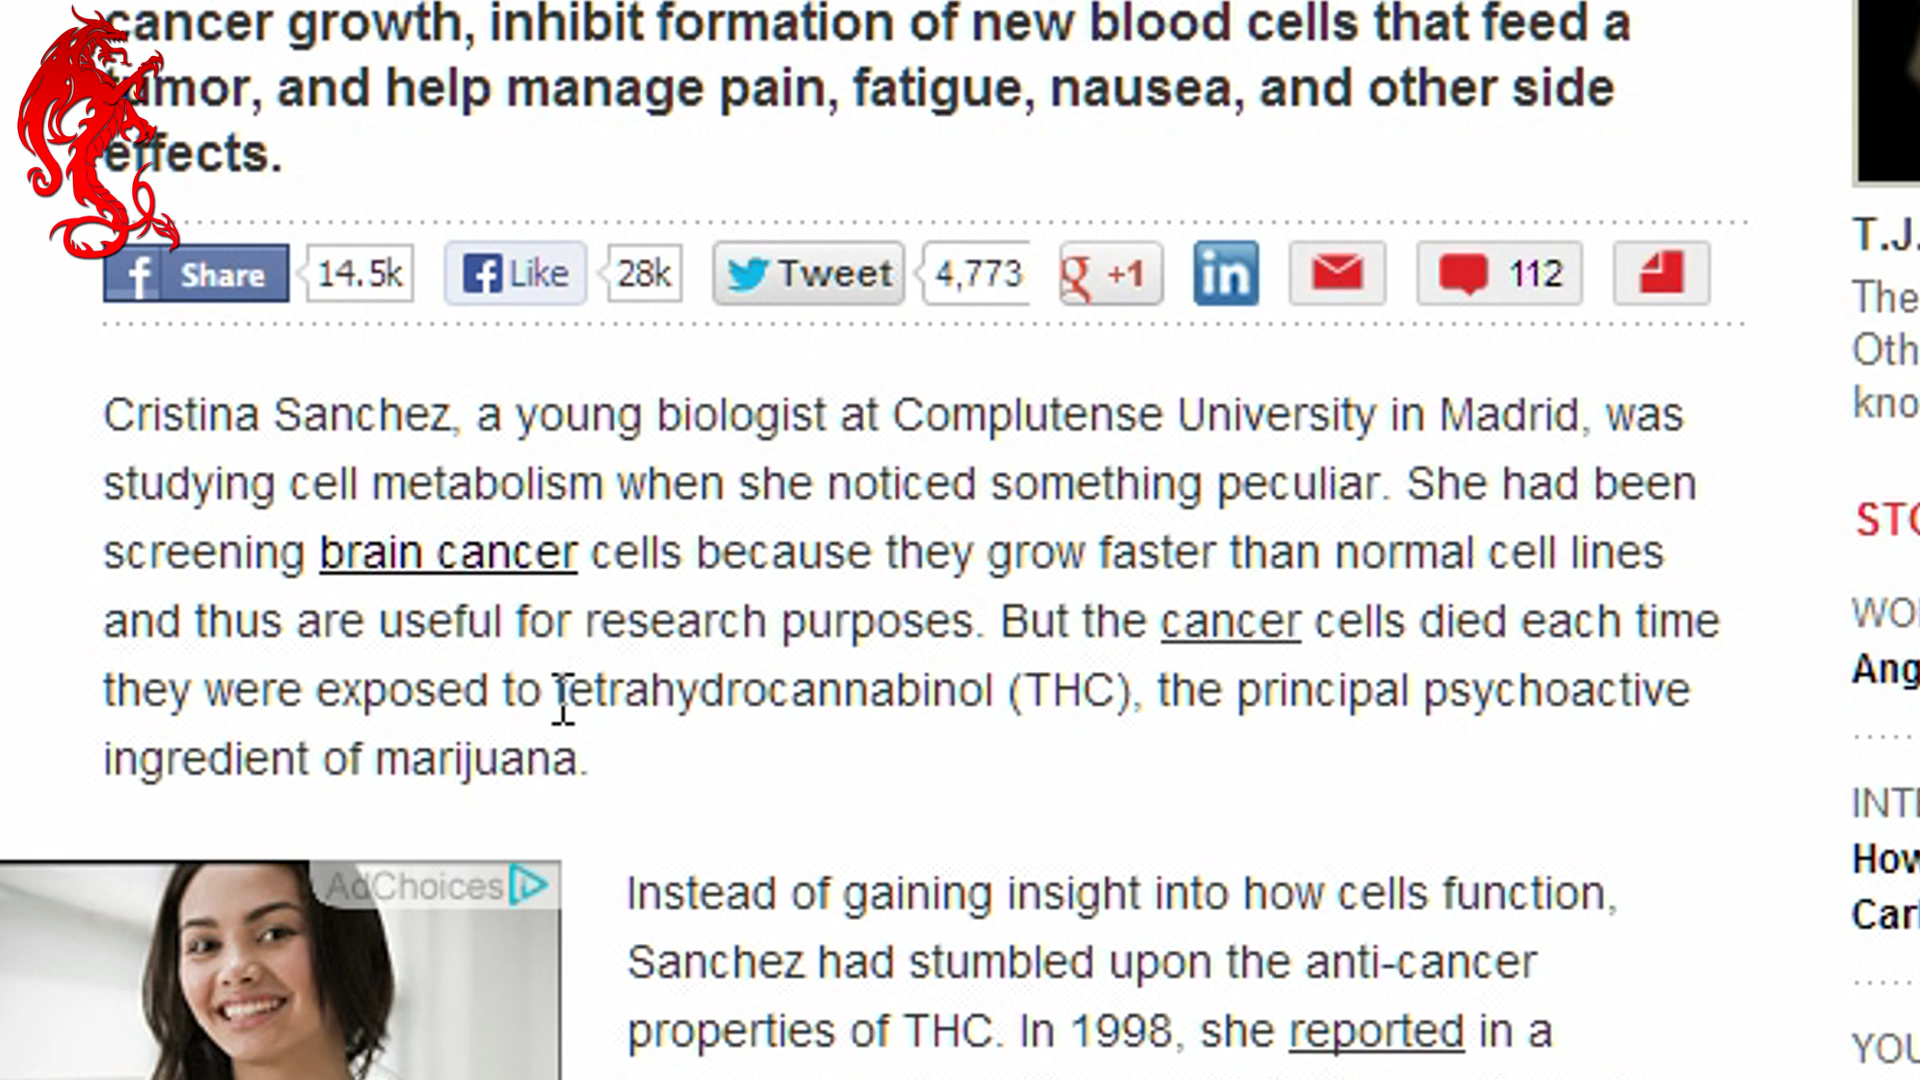 cancer growth, inhibit formation of new blood cells that feed a
tumor, and help manage pain, fatigue, nausea, and other side
effects.
f Share 14.5k f Like 28k Tweet 4,773 g +1 in 112
Cristina Sanchez, a young biologist at Complutense University in Madrid, was
studying cell metabolism when she noticed something peculiar. She had been
screening brain cancer cells because they grow faster than normal cell lines
and thus are useful for research purposes. But the cancer cells died each time
they were exposed to tetrahydrocannabinol (THC), the principal psychoactive
ingredient of marijuana.
AdChoices
Instead of gaining insight into how cells function,
Sanchez had stumbled upon the anti-cancer
properties of THC. In 1998, she reported in a
T.J.
The
Oth
kno
STO
WO
Ang
INTE
How
Carl
YOU